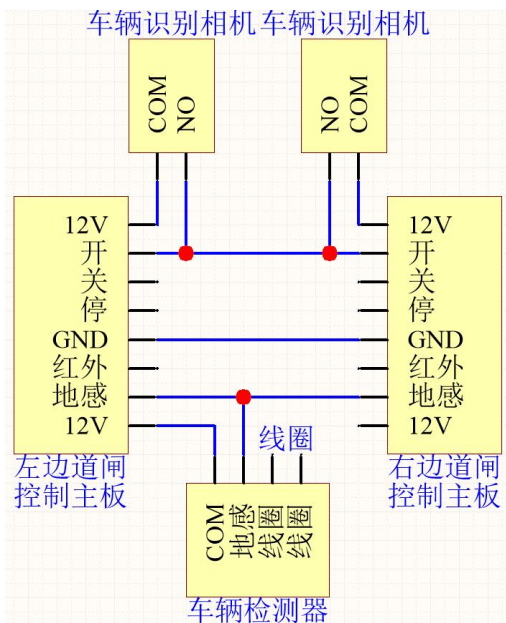 车辆识别相机 车辆识别相机
COM
NO
NO
COM
12V
开
关
停
GND
红外
地感
12V
左边道闸
控制主板
12V
开
关
停
GND
红外
地感
12V
右边道闸
控制主板
线圈
COM
地感
线圈
线圈
车辆检测器